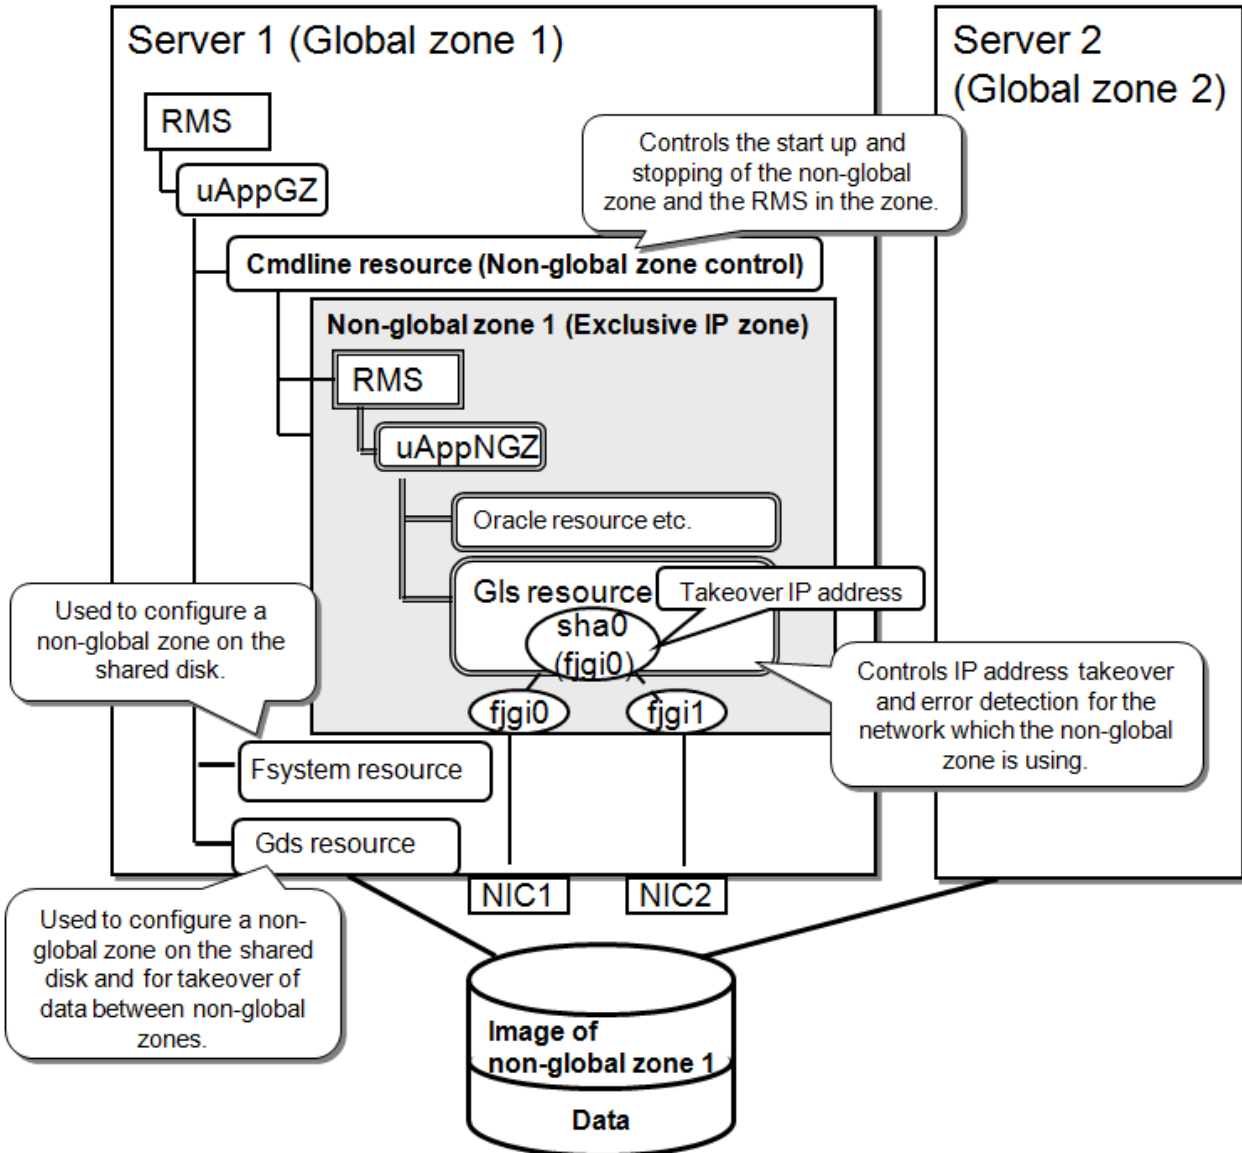 Server 1 (Global zone 1)
Server 2
(Global zone 2)
RMS
uAppGZ
Controls the start up and
stopping of the non-global
zone and the RMS in the zone.
Cmdline resource (Non-global zone control)
Non-global zone 1 (Exclusive IP zone)
RMS
uAppNGZ
Oracle resource etc.
Gls resource
Takeover IP address
sha0
(fjgi0)
fjgi0
fjgi1
Used to configure a
non-global zone on the
shared disk.
Controls IP address takeover
and error detection for the
network which the non-global
zone is using.
Fsystem resource
Gds resource
NIC1
NIC2
Used to configure a non-
global zone on the shared
disk and for takeover of
data between non-global
zones.
Image of
non-global zone 1
Data